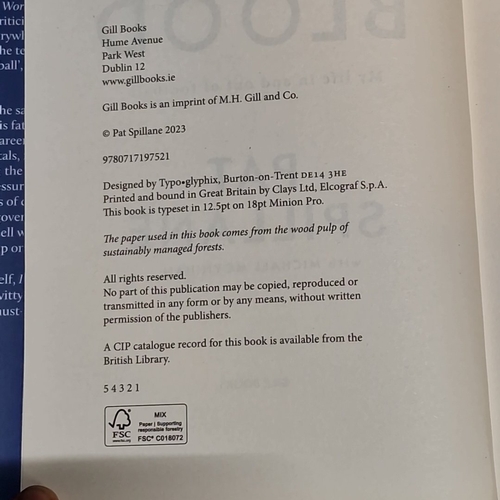 Gill Books
Hume Avenue
Park West
Dublin 12
www.gillbooks.ie
Gill Books is an imprint of M.H. Gill and Co.
© Pat Spillane 2023
9780717197521
Designed by Typo•glyphix, Burton-on-Trent DE14 3HE
Printed and bound in Great Britain by Clays Ltd, Elcograf S.p.A.
This book is typeset in 12.5pt on 18pt Minion Pro.
The paper used in this book comes from the wood pulp of
sustainably managed forests.
All rights reserved.
No part of this publication may be copied, reproduced or
transmitted in any form or by any means, without written
permission of the publishers.
A CIP catalogue record for this book is available from the
British Library.
5 4 3 2 1
FSC
www.fsc.org
MIX
Paper | Supporting
responsible forestry
FSC® C018072